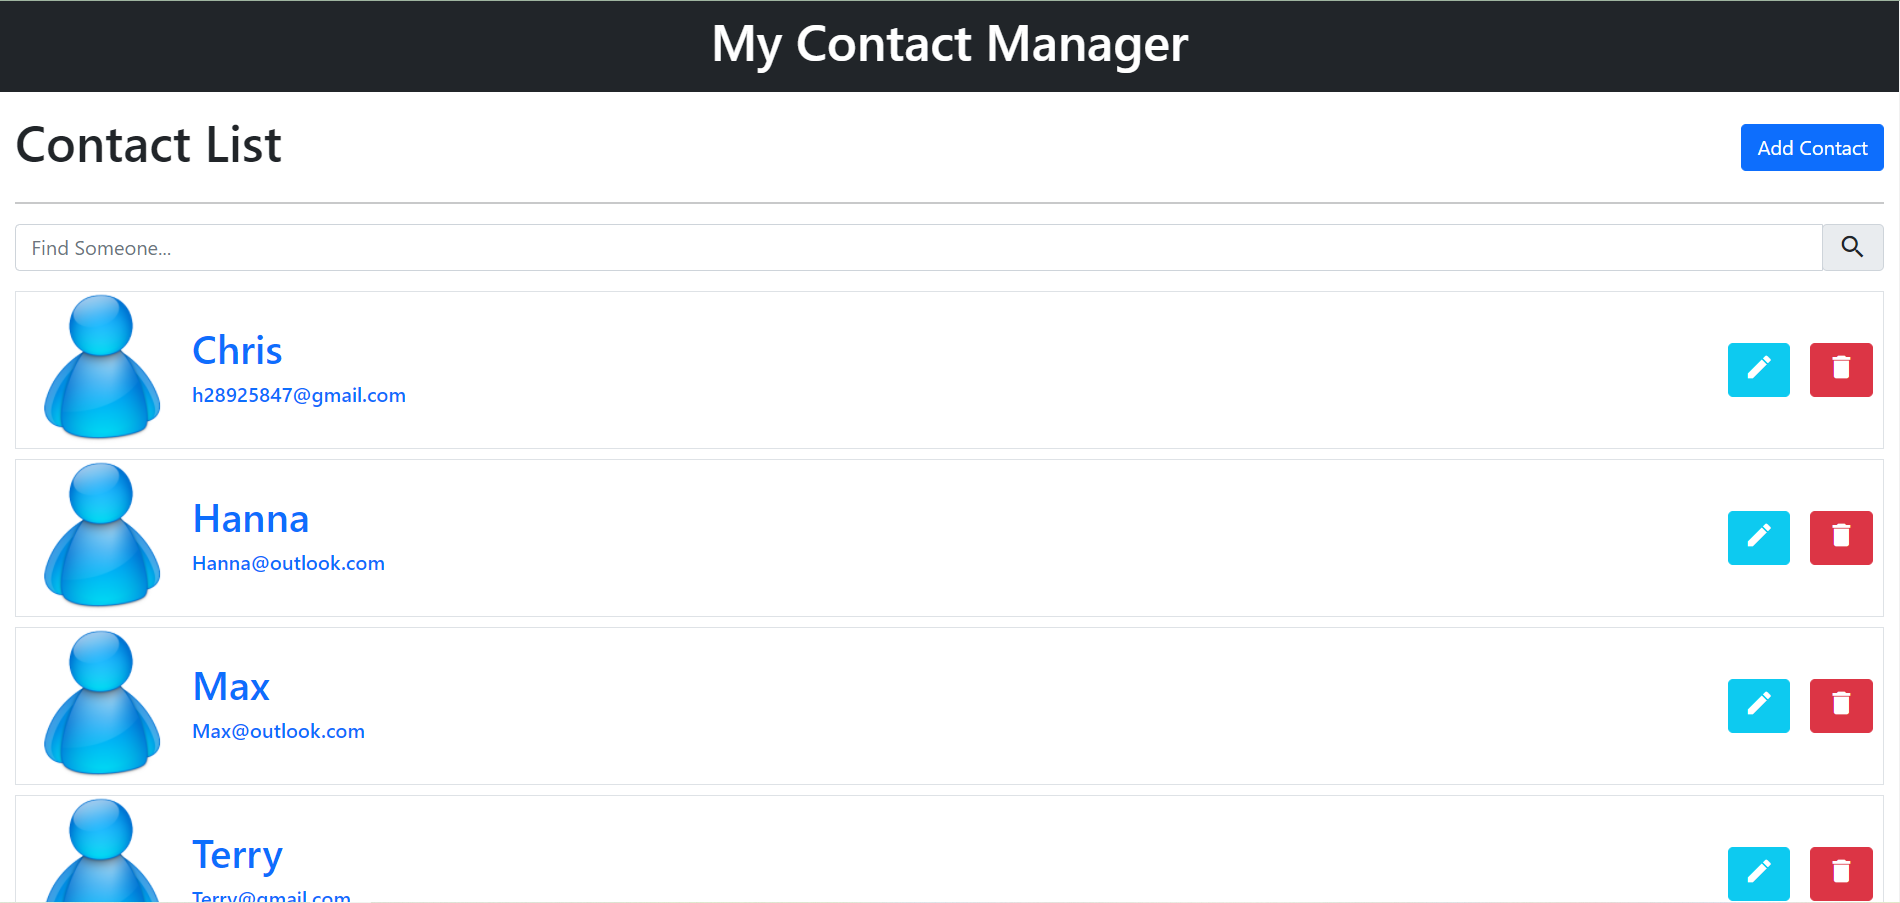 My Contact Manager
Contact List
Add Contact
Find Someone...
Chris
h28925847@gmail.com
Hanna
Hanna@outlook.com
Max
Max@outlook.com
Terry
Terry@gmail.com